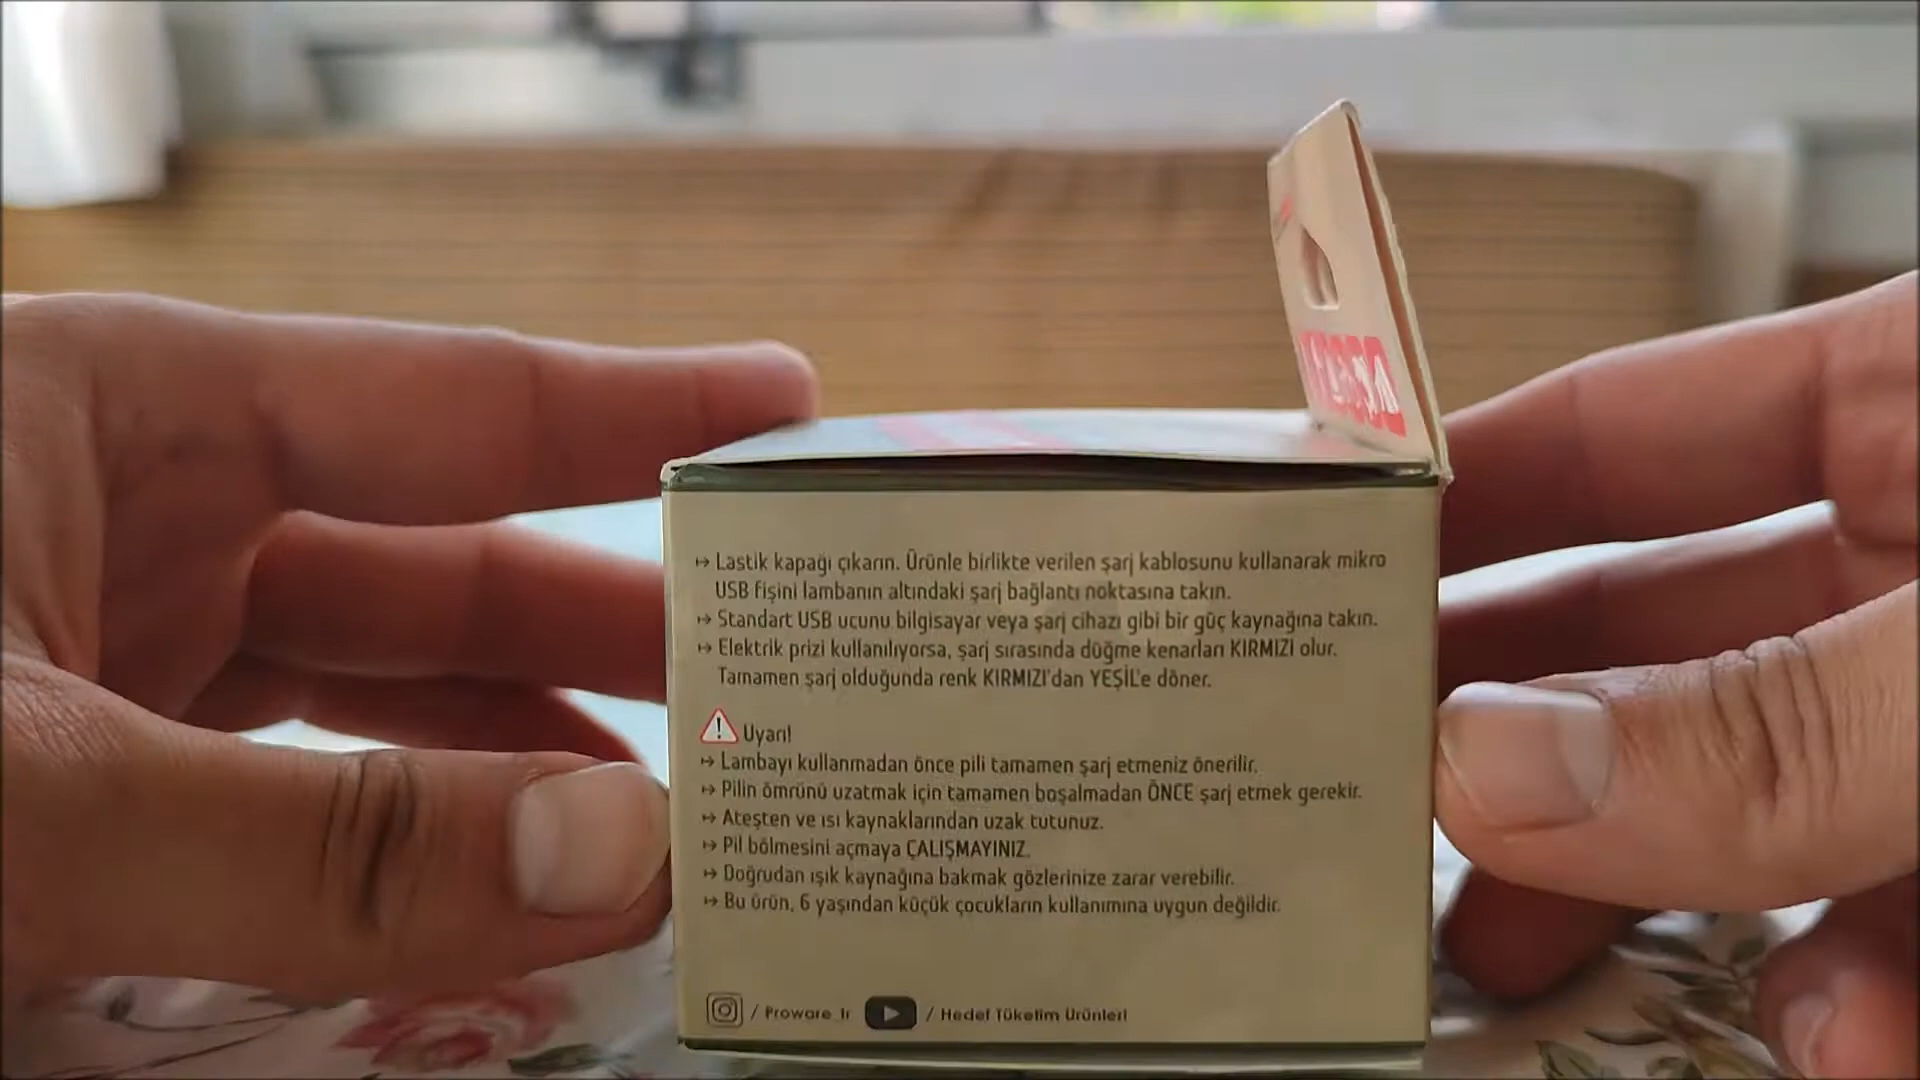 ↦ Lastik kapağı çıkarın. Ürünle birlikte verilen şarj kablosunu kullanarak mikro
USB fişini lambanın altındaki şarj bağlantı noktasına takın.
↦ Standart USB ucunu bilgisayar veya şarj cihazı gibi bir güç kaynağına takın.
↦ Elektrik prizi kullanılıyorsa, şarj sırasında düğme kenarları KIRMIZI olur.
Tamamen şarj olduğunda renk KIRMIZI'dan YEŞİL'e döner.
Uyarı!
↦ Lambayı kullanmadan önce pili tamamen şarj etmeniz önerilir.
↦ Pilin ömrünü uzatmak için tamamen boşalmadan ÖNCE şarj etmek gerekir.
↦ Ateşten ve ısı kaynaklarından uzak tutunuz.
↦ Pil bölmesini açmaya ÇALIŞMAYINIZ.
↦ Doğrudan ışık kaynağına bakmak gözlerinize zarar verebilir.
↦ Bu ürün, 6 yaşından küçük çocukların kullanımına uygun değildir.
/ Proware_tr / Hedef Tüketim Ürünleri